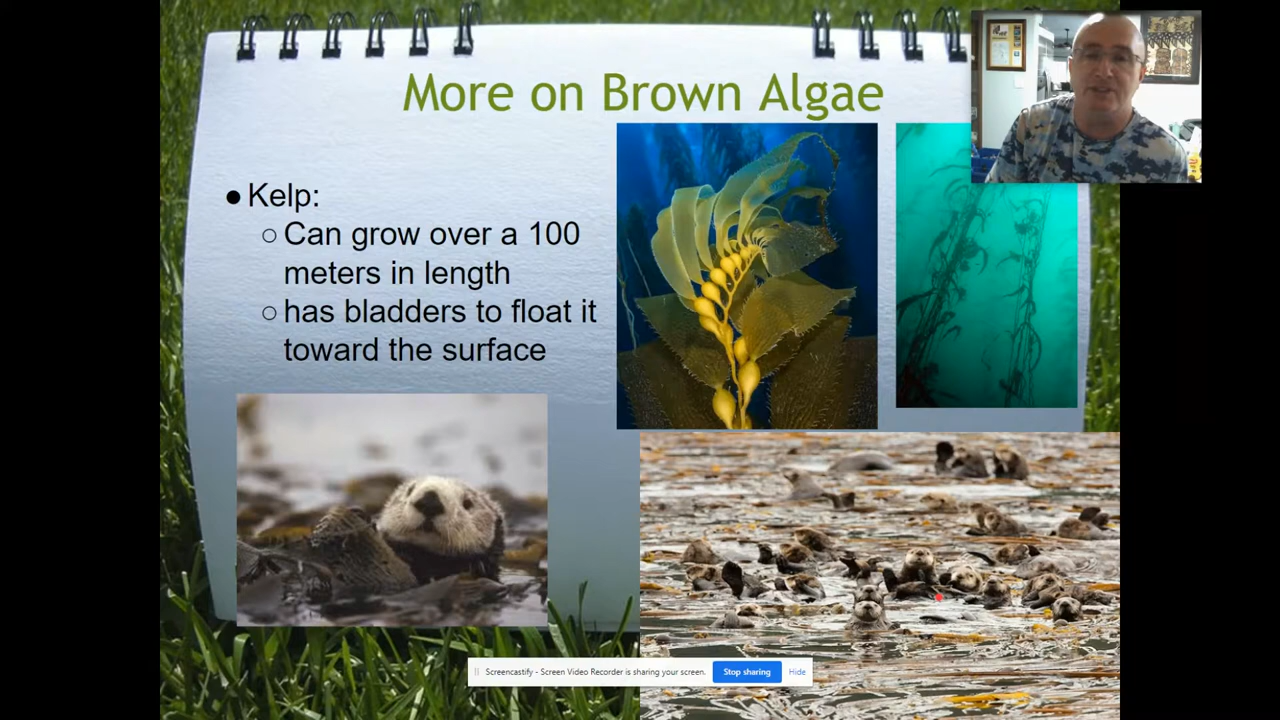 More on Brown Algae
● Kelp:
○ Can grow over a 100
meters in length
○ has bladders to float it
toward the surface
Screencastify - Screen Video Recorder is sharing your screen.
Stop sharing
Hide